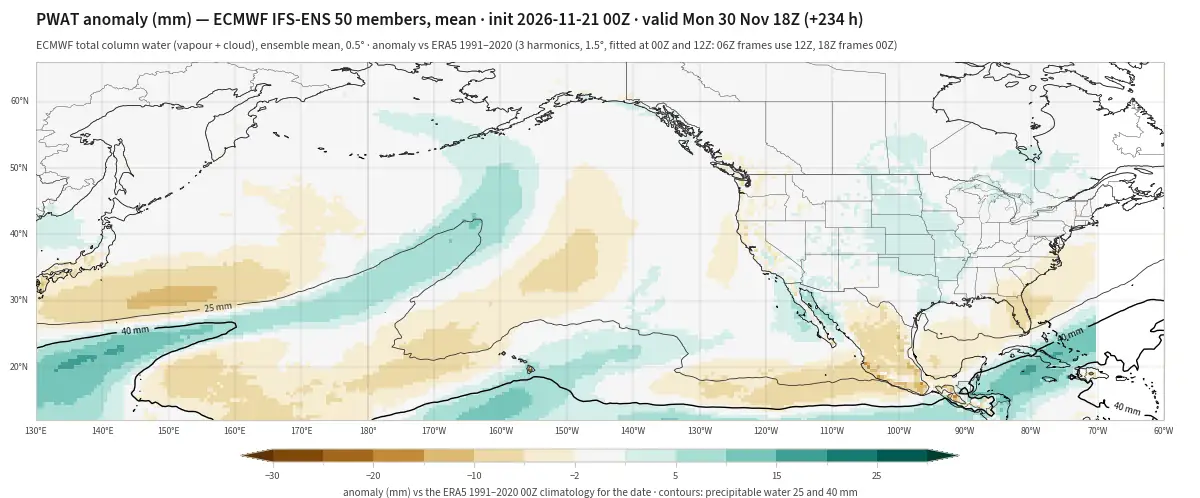 PWAT anomaly (mm) — ECMWF IFS-ENS 50 members, mean · init 2026-11-21 00Z · valid Mon 30 Nov 18Z (+234 h)
ECMWF total column water (vapour + cloud), ensemble mean, 0.5° · anomaly vs ERA5 1991–2020 (3 harmonics, 1.5°, fitted at 00Z and 12Z: 06Z frames use 12Z, 18Z frames 00Z)
60°N
50°N
40°N
30°N
20°N
25 mm
40 mm
40 mm
40 mm
130°E 140°E 150°E 160°E 170°E 180° 170°W 160°W 150°W 140°W 130°W 120°W 110°W 100°W 90°W 80°W 70°W 60°W
−30 −20 −10 −2 5 15 25
anomaly (mm) vs the ERA5 1991–2020 00Z climatology for the date · contours: precipitable water 25 and 40 mm